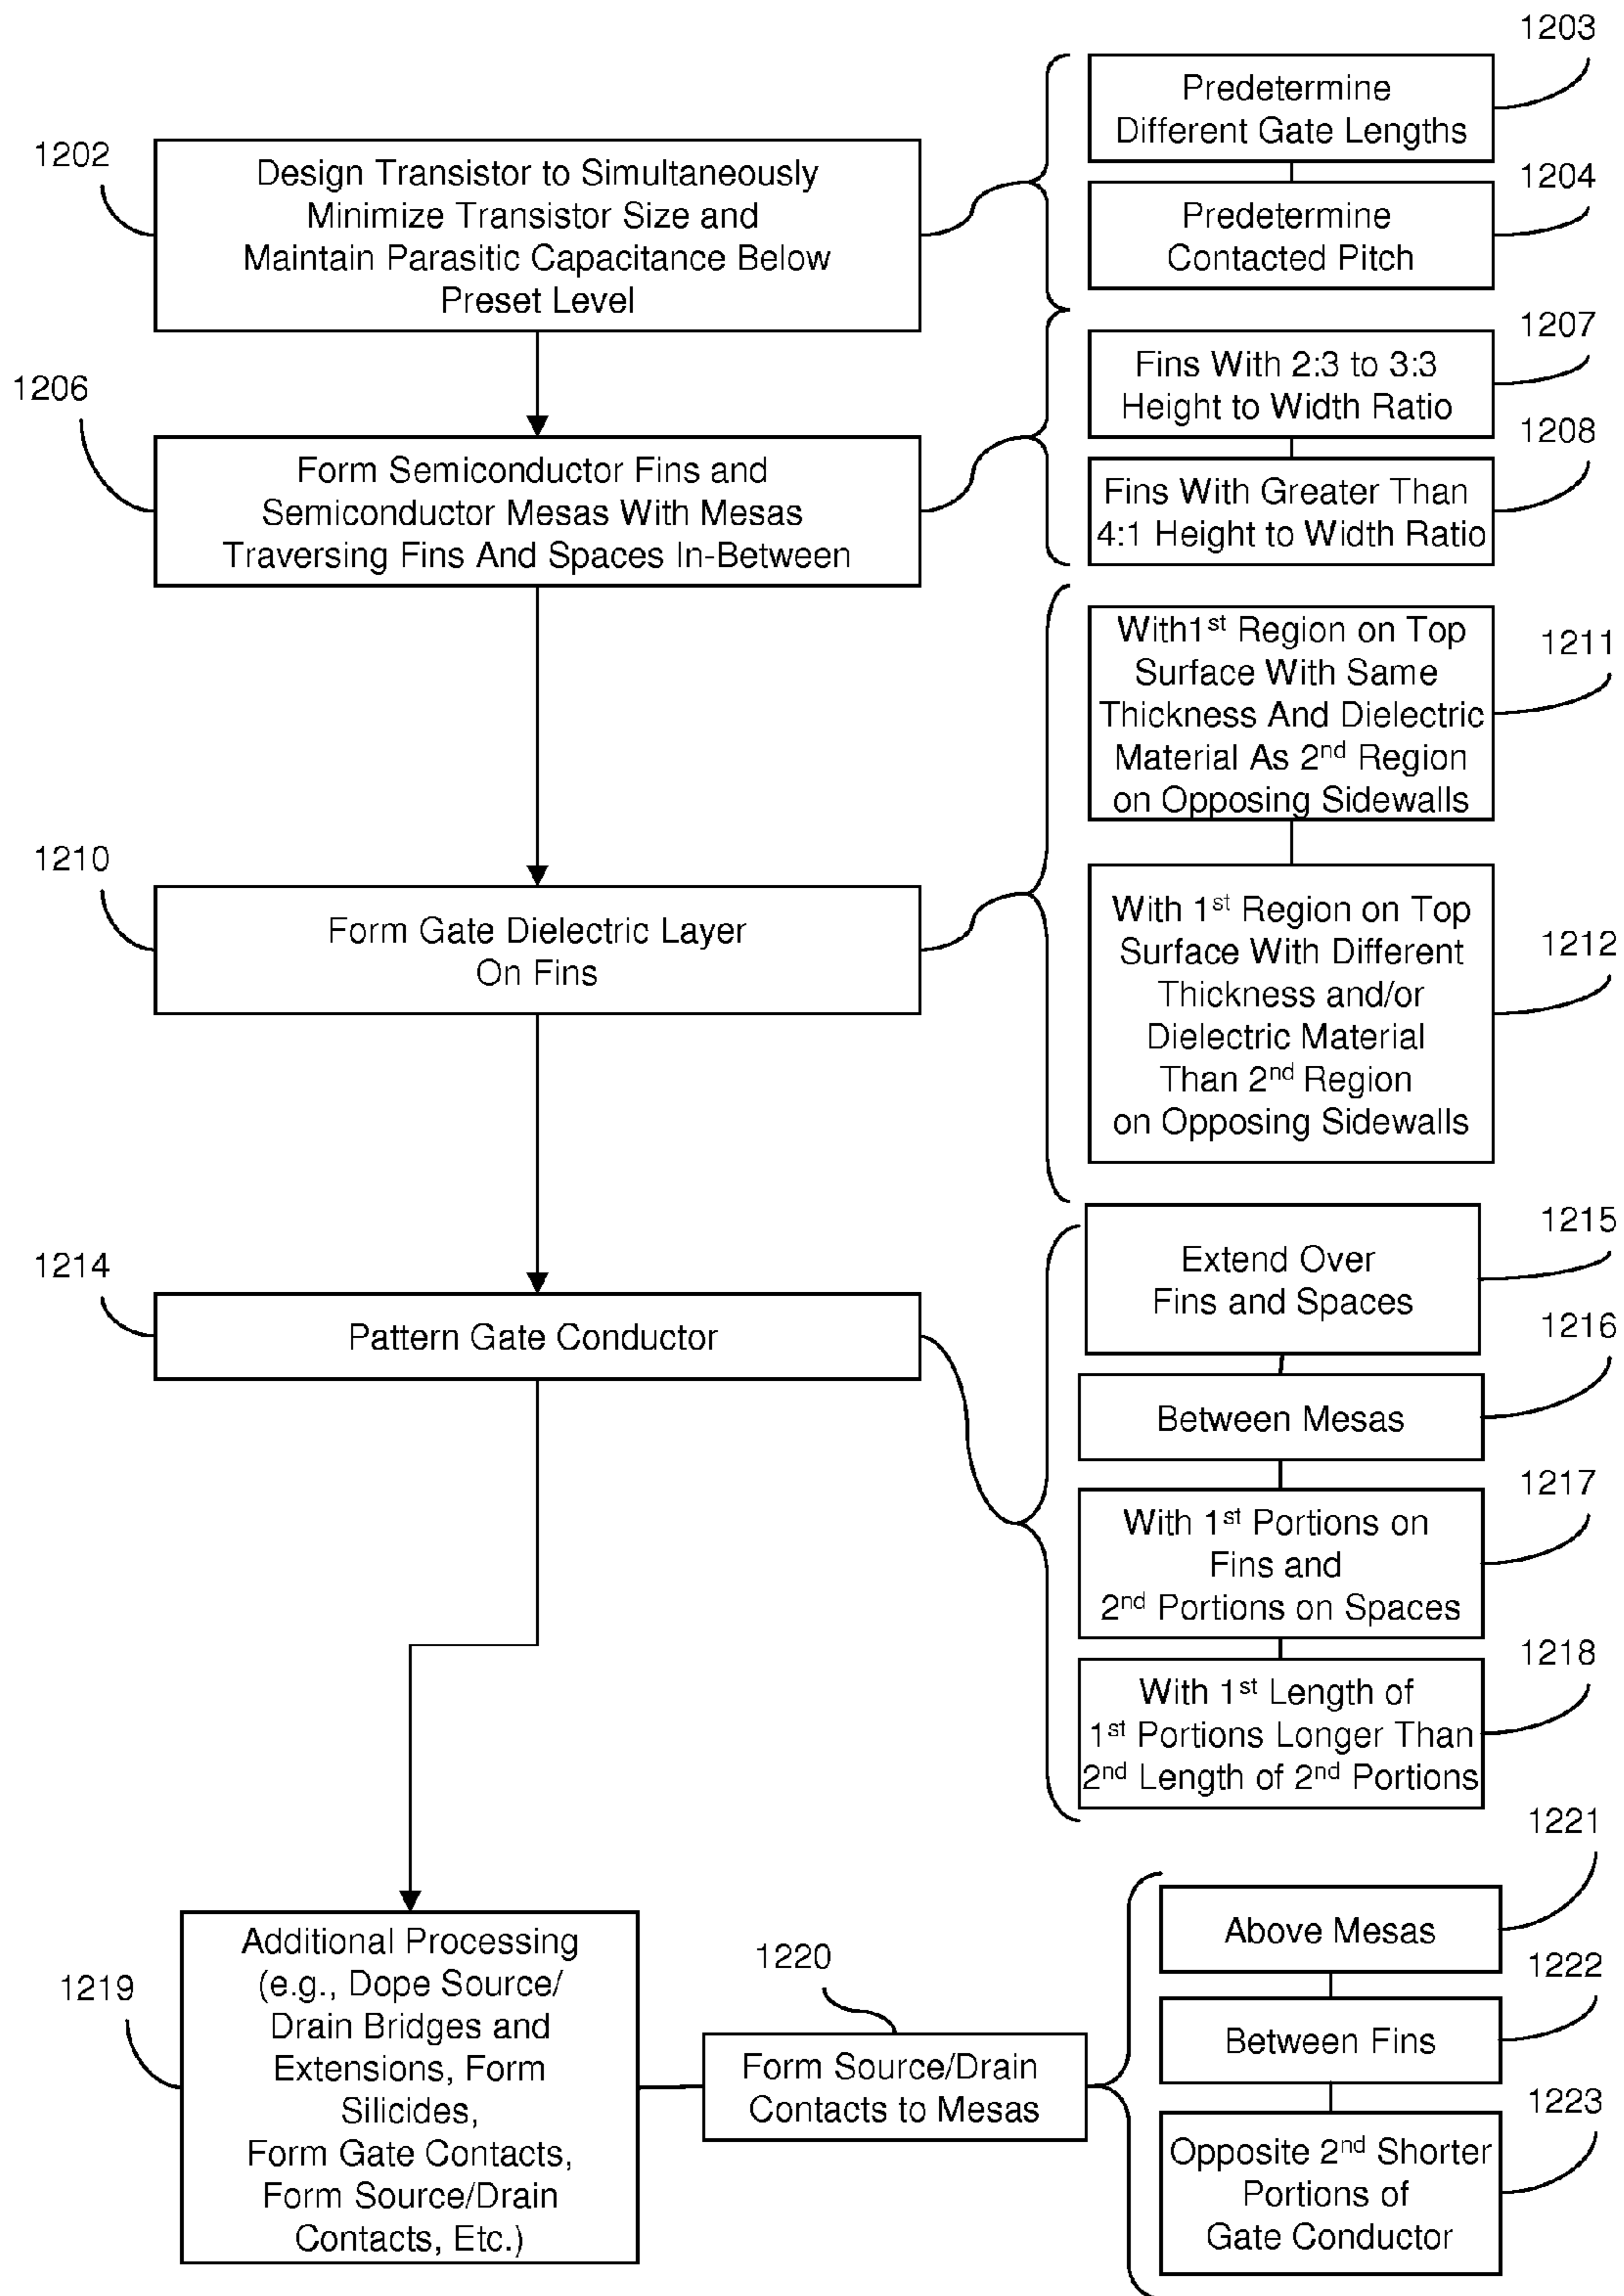 1203
Predetermine
Different Gate Lengths
1202
Design Transistor to Simultaneously
Minimize Transistor Size and
Maintain Parasitic Capacitance Below
Preset Level
1204
Predetermine
Contacted Pitch
1207
Fins With 2:3 to 3:3
Height to Width Ratio
1206
Form Semiconductor Fins and
Semiconductor Mesas With Mesas
Traversing Fins And Spaces In-Between
1208
Fins With Greater Than
4:1 Height to Width Ratio
1211
With1st Region on Top
Surface With Same
Thickness And Dielectric
Material As 2nd Region
on Opposing Sidewalls
1210
Form Gate Dielectric Layer
On Fins
1212
With 1st Region on Top
Surface With Different
Thickness and/or
Dielectric Material
Than 2nd Region
on Opposing Sidewalls
1214
Pattern Gate Conductor
1215
Extend Over
Fins and Spaces
1216
Between Mesas
1217
With 1st Portions on
Fins and
2nd Portions on Spaces
1218
With 1st Length of
1st Portions Longer Than
2nd Length of 2nd Portions
1219
Additional Processing
(e.g., Dope Source/
Drain Bridges and
Extensions, Form
Silicides,
Form Gate Contacts,
Form Source/Drain
Contacts, Etc.)
1220
Form Source/Drain
Contacts to Mesas
1221
Above Mesas
1222
Between Fins
1223
Opposite 2nd Shorter
Portions of
Gate Conductor